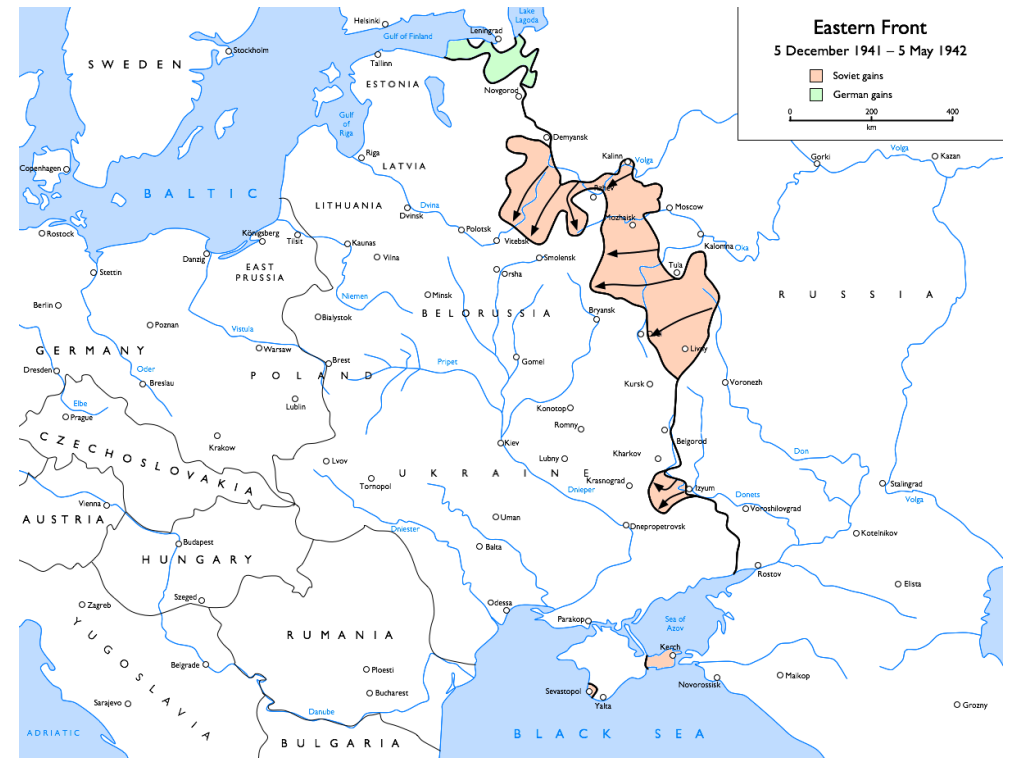 Eastern Front
5 December 1941 – 5 May 1942
Soviet gains
German gains
0 200 400
km
Lake
Lagoda
Helsinki
Leningrad
Gulf of Finland
Stockholm
SWEDEN
Tallinn
ESTONIA
Novgorod
Gulf
of
Riga
Demyansk
Riga
LATVIA
Kalinn
Volga
Gorki
Volga
Kazan
Copenhagen
BALTIC
LITHUANIA
Dvinsk
Dvina
Mozhaisk
Moscow
Rostock
Königsberg
Tilsit
Kaunas
Polotsk
Vitebsk
Kalomna
Oka
Danzig
Vilna
Smolensk
Tula
EAST
PRUSSIA
Orsha
Stettin
Niemen
Minsk
RUSSIA
Berlin
Bialystok
BELORUSSIA
Bryansk
Poznan
Vistula
GERMANY
Warsaw
Livny
Dresden
Oder
Brest
Pripet
Gomel
POLAND
Breslau
Kursk
Voronezh
Elbe
Lublin
Konotop
Prague
Romny
Krakow
Kiev
Belgorod
CZECHOSLOVAKIA
Lvov
Lubny
Kharkov
Don
UKRAINE
Tornopol
Krasnograd
Dnieper
Izyum
Donets
Stalingrad
Volga
Vienna
Voroshilovgrad
AUSTRIA
Uman
Dniester
Dnepropetrovsk
Kotelnikov
Budapest
Balta
HUNGARY
Rostov
Elista
Szeged
Zagreb
Odessa
Parakop
Sea of
Azov
YUGOSLAVIA
RUMANIA
Kerch
Belgrade
Ploesti
Maikop
Novorossisk
Bucharest
Sevastopol
Yalta
Sarajevo
Danube
Grozny
ADRIATIC
BULGARIA
BLACK SEA